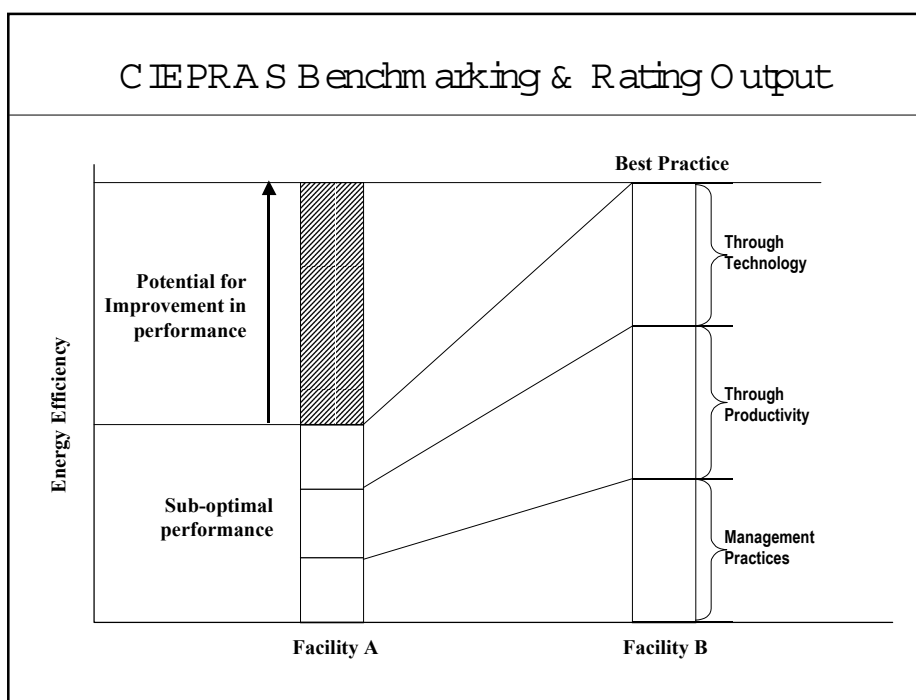 CIEPRAS Benchmarking & Rating Output
Best Practice
Through
Technology
Potential for
Improvement in
performance
Energy Efficiency
Through
Productivity
Sub-optimal
performance
Management
Practices
Facility A
Facility B